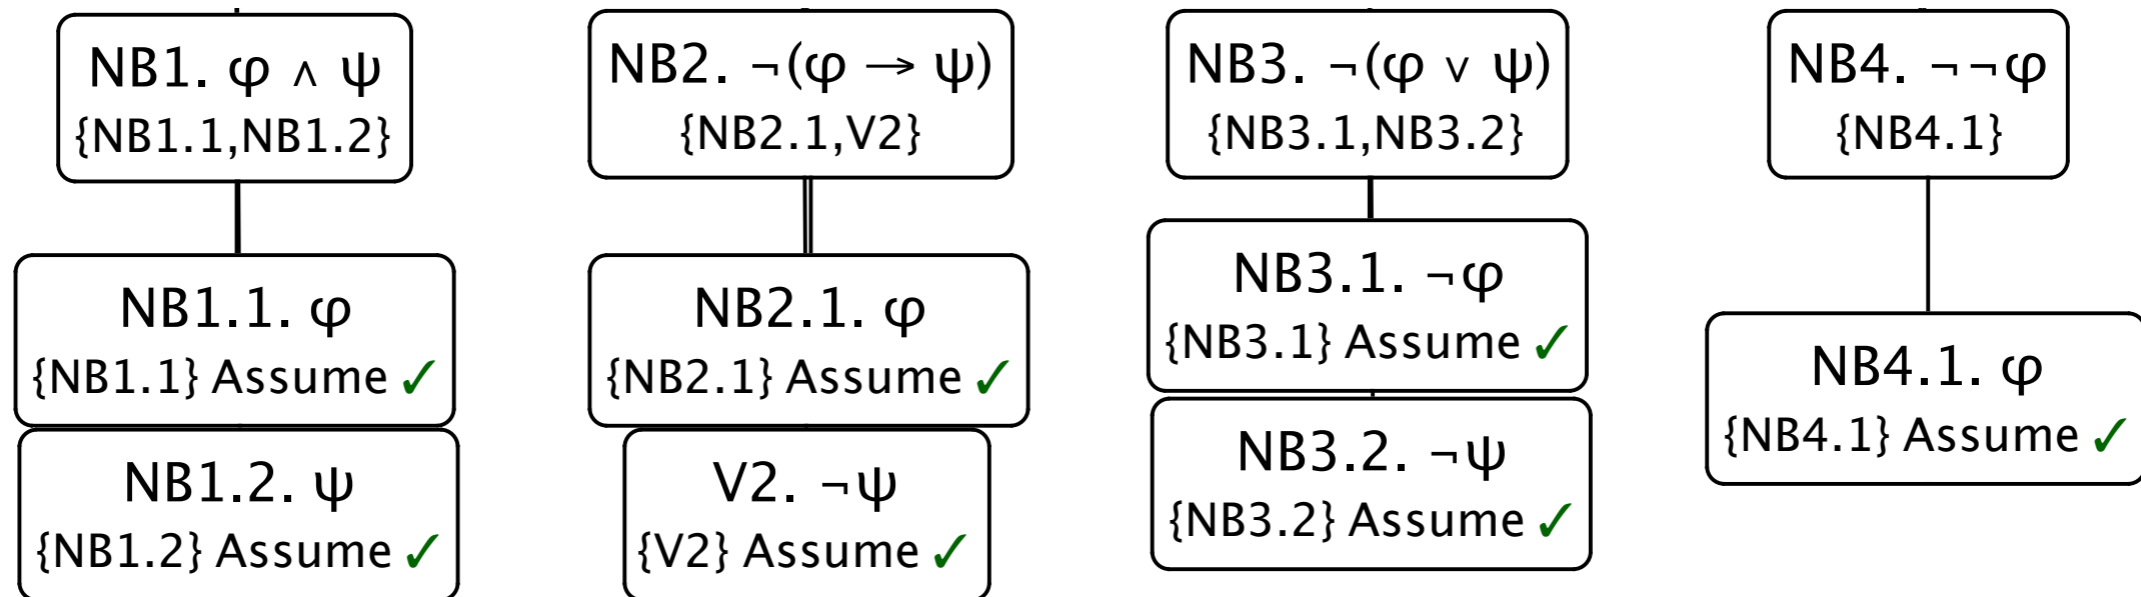 NB1. φ ∧ ψ
{NB1.1,NB1.2}
NB1.1. φ
{NB1.1} Assume ✓
NB1.2. ψ
{NB1.2} Assume ✓
NB2. ¬(φ → ψ)
{NB2.1,V2}
NB2.1. φ
{NB2.1} Assume ✓
V2. ¬ψ
{V2} Assume ✓
NB3. ¬(φ ∨ ψ)
{NB3.1,NB3.2}
NB3.1. ¬φ
{NB3.1} Assume ✓
NB3.2. ¬ψ
{NB3.2} Assume ✓
NB4. ¬¬φ
{NB4.1}
NB4.1. φ
{NB4.1} Assume ✓